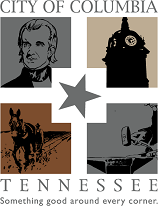 CITY OF COLUMBIA
TENNESSEE
Something good around every corner.